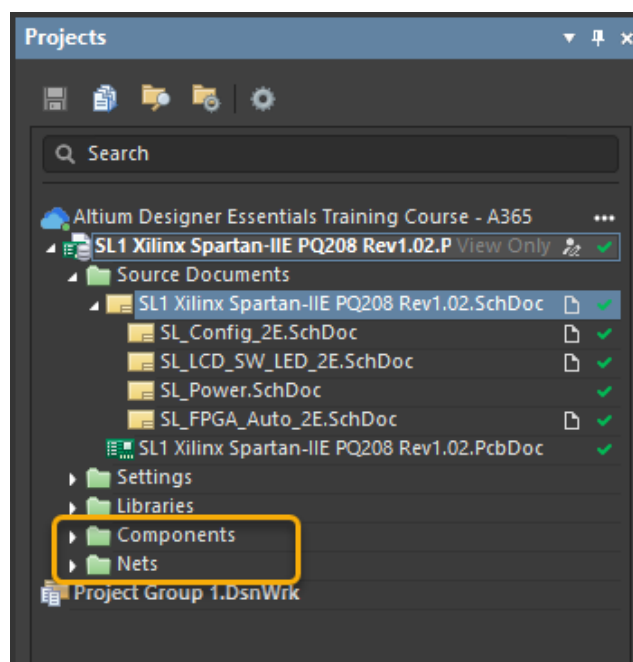 Projects
Search
Altium Designer Essentials Training Course - A365
SL1 Xilinx Spartan-IIE PQ208 Rev1.02.P View Only
Source Documents
SL1 Xilinx Spartan-IIE PQ208 Rev1.02.SchDoc
SL_Config_2E.SchDoc
SL_LCD_SW_LED_2E.SchDoc
SL_Power.SchDoc
SL_FPGA_Auto_2E.SchDoc
SL1 Xilinx Spartan-IIE PQ208 Rev1.02.PcbDoc
Settings
Libraries
Components
Nets
Project Group 1.DsnWrk